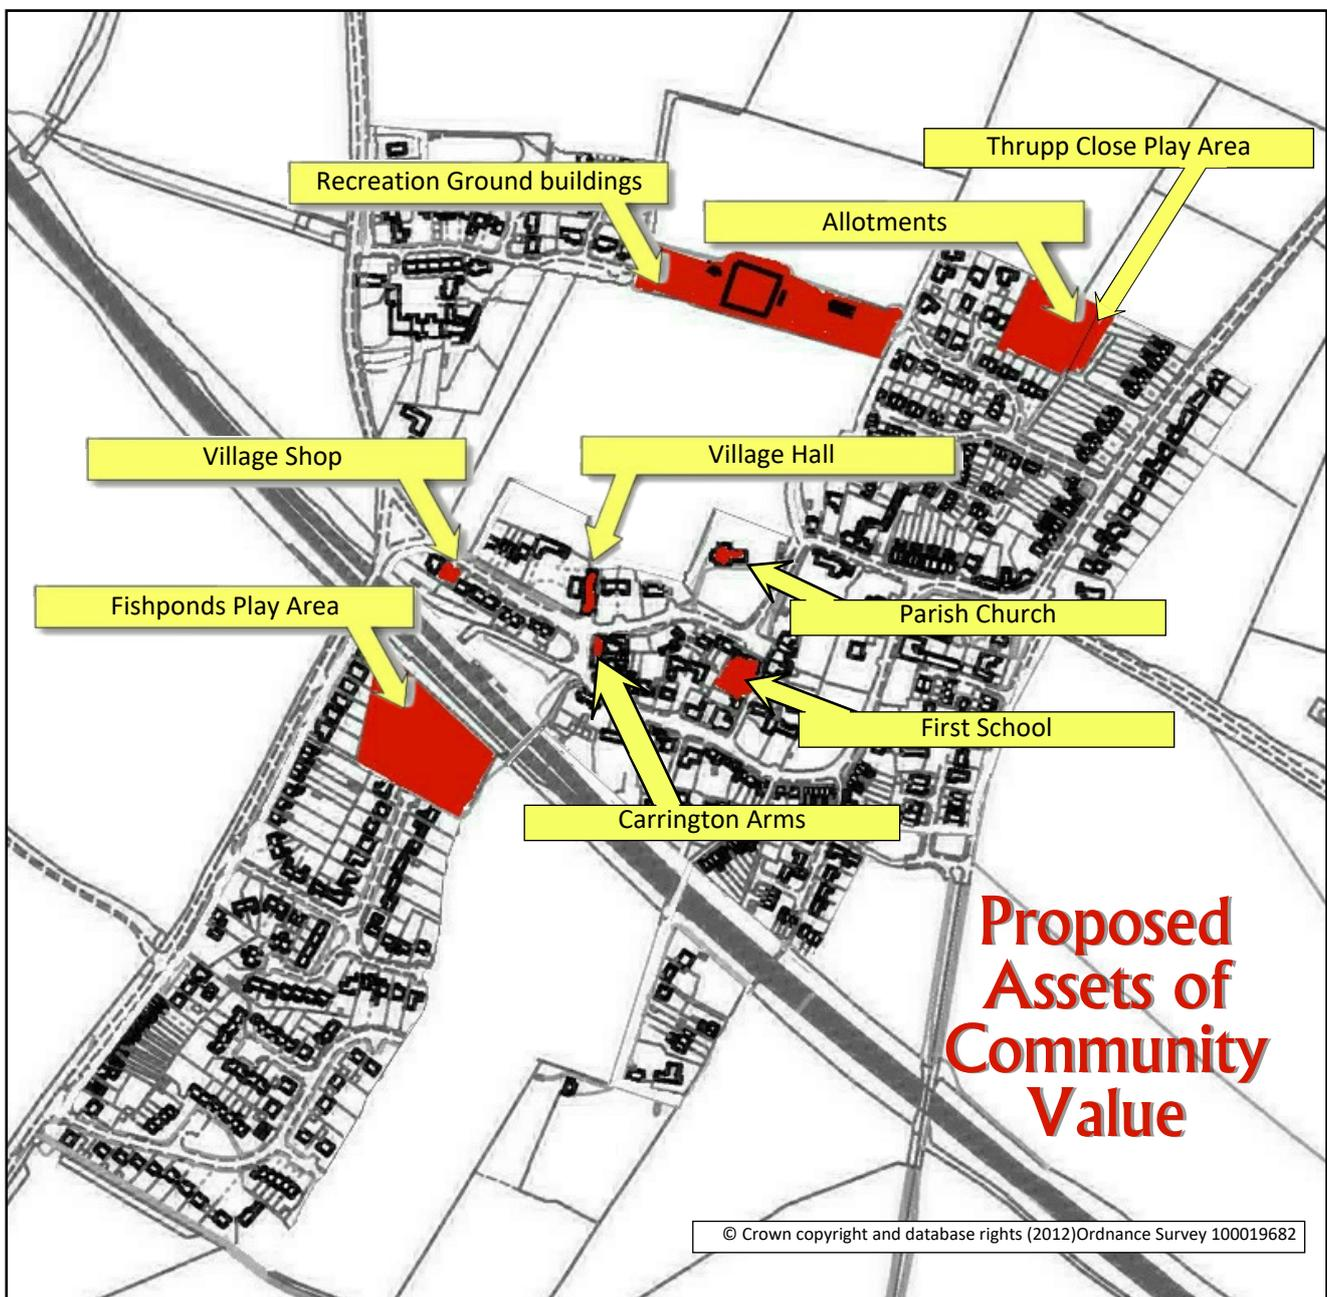 Thrupp Close Play Area
Recreation Ground buildings
Allotments
Village Shop
Village Hall
Fishponds Play Area
Parish Church
First School
Carrington Arms
Proposed
Assets of
Community
Value
© Crown copyright and database rights (2012)Ordnance Survey 100019682